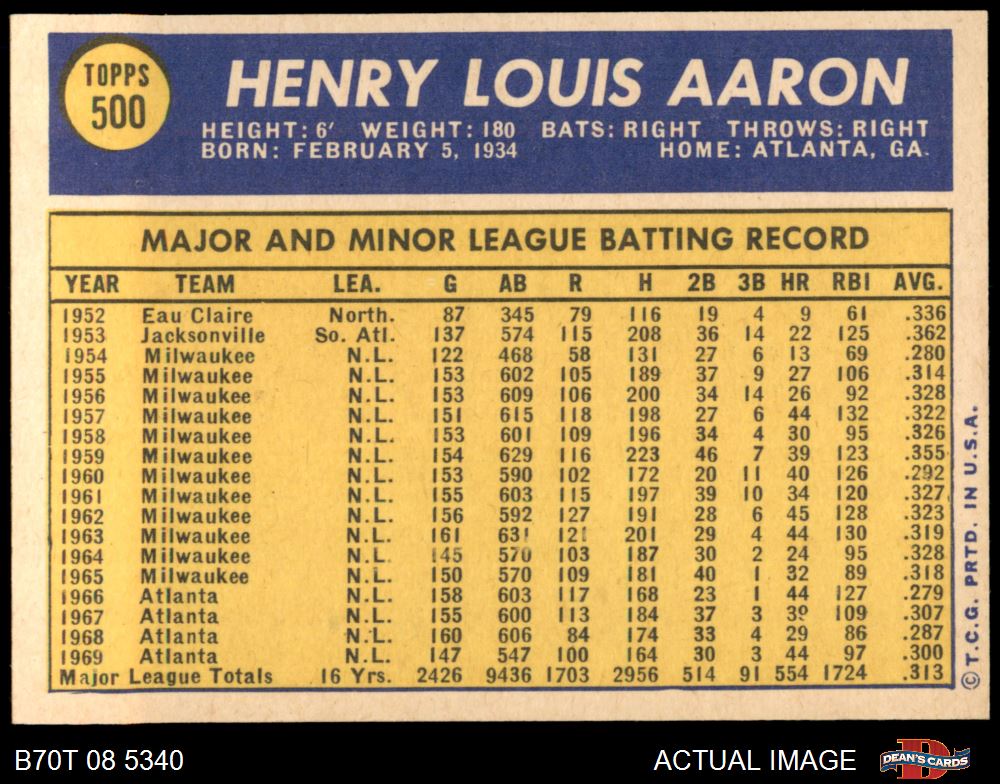 TOPPS
500
HENRY LOUIS AARON
HEIGHT: 6' WEIGHT: 180 BATS: RIGHT THROWS: RIGHT
BORN: FEBRUARY 5, 1934 HOME: ATLANTA, GA.
MAJOR AND MINOR LEAGUE BATTING RECORD
YEAR TEAM LEA. G AB R H 2B 3B HR RBI AVG.
1952 Eau Claire North. 87 345 79 116 19 4 9 61 .336
1953 Jacksonville So. Atl. 137 574 115 208 36 14 22 125 .362
1954 Milwaukee N.L. 122 468 58 131 27 6 13 69 .280
1955 Milwaukee N.L. 153 602 105 189 37 9 27 106 .314
1956 Milwaukee N.L. 153 609 106 200 34 14 26 92 .328
1957 Milwaukee N.L. 151 615 118 198 27 6 44 132 .322
1958 Milwaukee N.L. 153 601 109 196 34 4 30 95 .326
1959 Milwaukee N.L. 154 629 116 223 46 7 39 123 .355
1960 Milwaukee N.L. 153 590 102 172 20 11 40 126 .292
1961 Milwaukee N.L. 155 603 115 197 39 10 34 120 .327
1962 Milwaukee N.L. 156 592 127 191 28 6 45 128 .323
1963 Milwaukee N.L. 161 631 121 201 29 4 44 130 .319
1964 Milwaukee N.L. 145 570 103 187 30 2 24 95 .328
1965 Milwaukee N.L. 150 570 109 181 40 1 32 89 .318
1966 Atlanta N.L. 158 603 117 168 23 1 44 127 .279
1967 Atlanta N.L. 155 600 113 184 37 3 39 109 .307
1968 Atlanta N.L. 160 606 84 174 33 4 29 86 .287
1969 Atlanta N.L. 147 547 100 164 30 3 44 97 .300
Major League Totals 16 Yrs. 2426 9436 1703 2956 514 91 554 1724 .313
© T.C.G. PRTD. IN U.S.A.
B70T 08 5340 ACTUAL IMAGE
DEAN'S CARDS